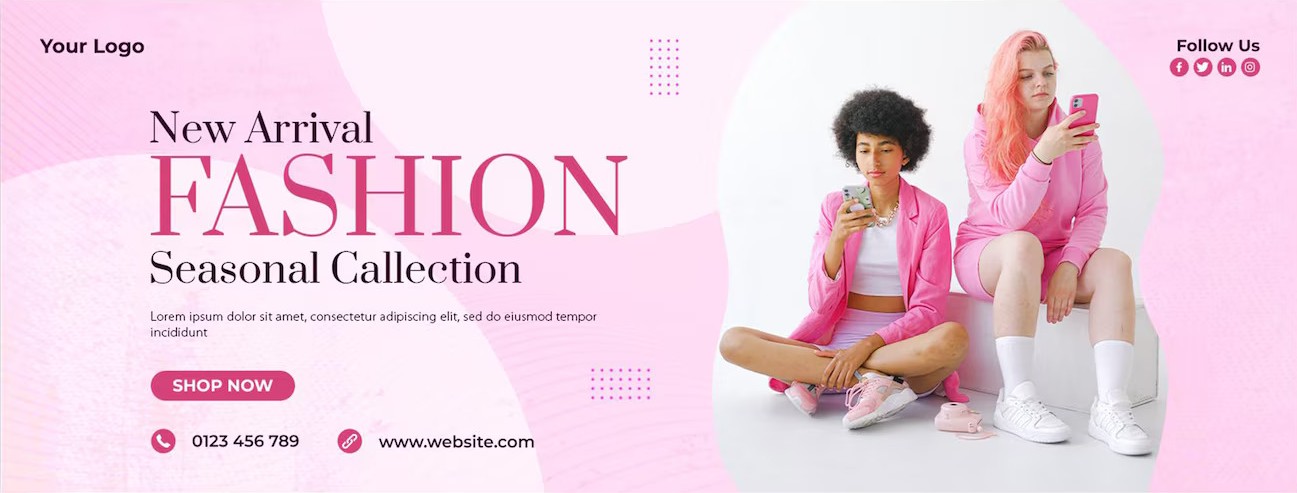 Your Logo
Follow Us
New Arrival
FASHION
Seasonal Callection
Lorem ipsum dolor sit amet, consectetur adipiscing elit, sed do eiusmod tempor
incididunt
SHOP NOW
0123 456 789
www.website.com